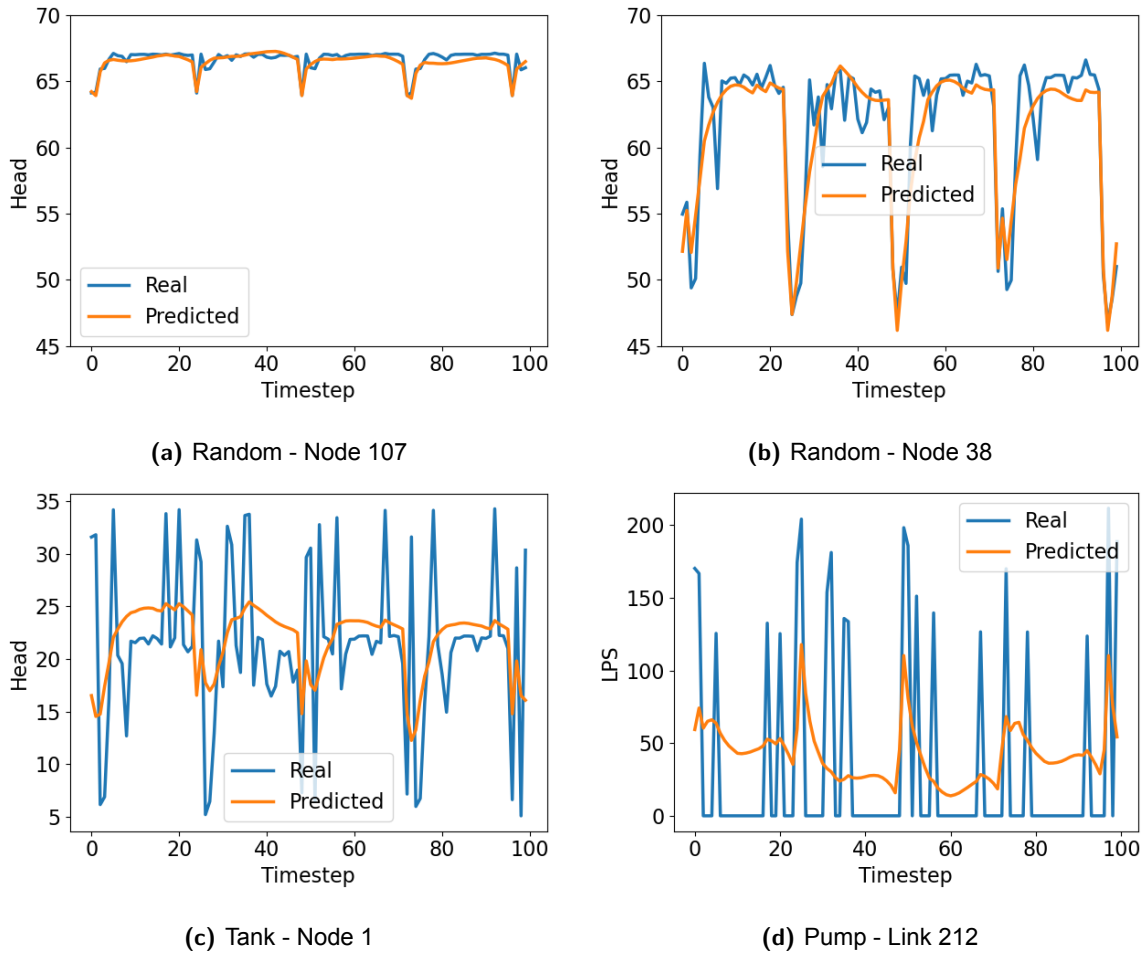 70
65
60
55
50
45
Head
Real
Predicted
0 20 40 60 80 100
Timestep
(a) Random - Node 107
70
65
60
55
50
45
Head
Real
Predicted
0 20 40 60 80 100
Timestep
(b) Random - Node 38
35
30
25
20
15
10
5
Head
Real
Predicted
0 20 40 60 80 100
Timestep
(c) Tank - Node 1
200
150
100
50
0
LPS
Real
Predicted
0 20 40 60 80 100
Timestep
(d) Pump - Link 212